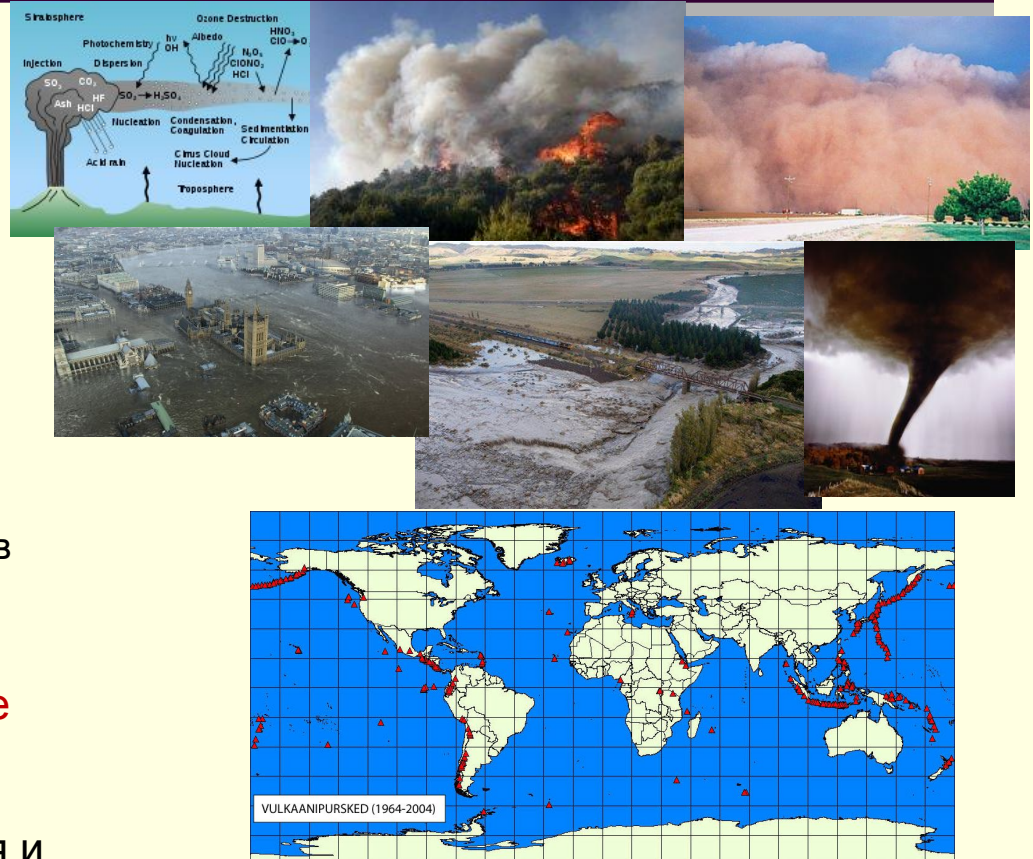 Stratosphere
Ozone Destruction
HNO₃
ClO → O
hν
OH
Albedo
Photochemistry
N₂O₅
ClONO₂
HCl
Injection
Dispersion
SO₂
CO₂
HF
Ash
HCl
SO₂ → H₂SO₄
Nucleation
Condensation,
Coagulation
Sedimentation
Circulation
Acid rain
Cirrus Cloud
Nucleation
Troposphere
в
е
VULKAANIPURSKED (1964-2004)
я и